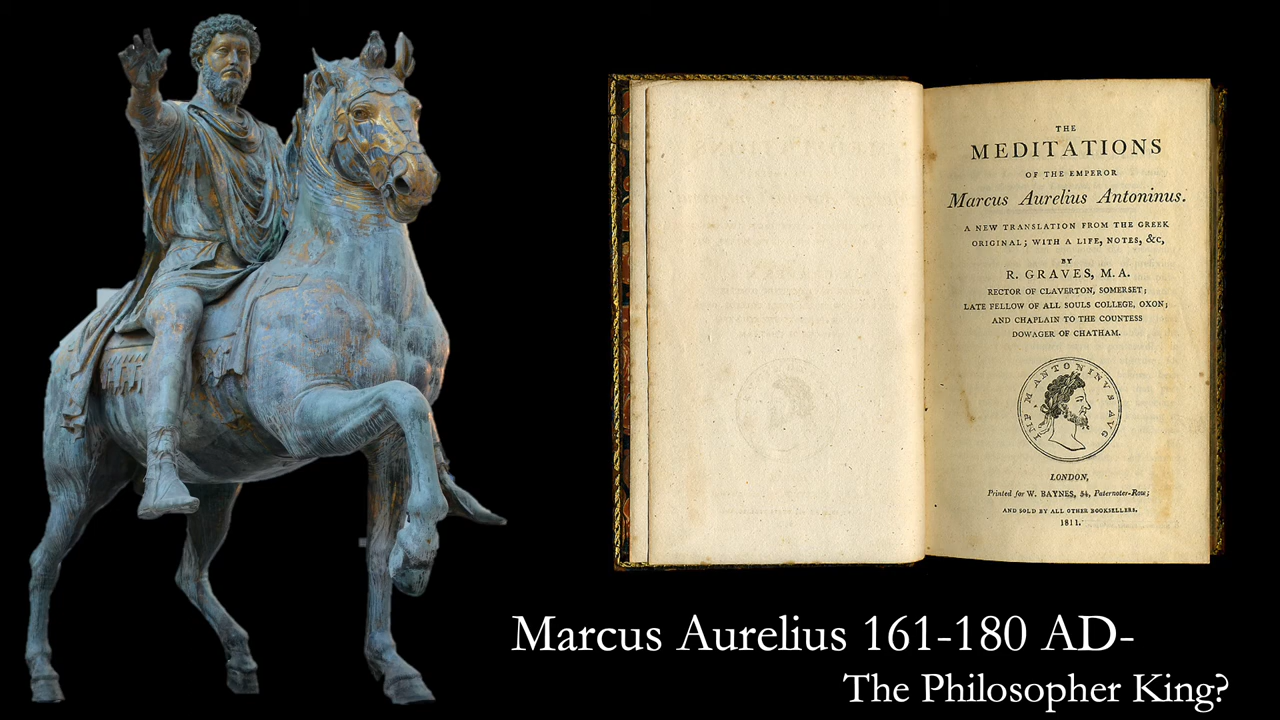 THE
MEDITATIONS
OF THE EMPEROR
Marcus Aurelius Antoninus.
A NEW TRANSLATION FROM THE GREEK
ORIGINAL; WITH A LIFE, NOTES, &C,
BY
R. GRAVES, M.A.
RECTOR OF CLAVERTON, SOMERSET;
LATE FELLOW OF ALL SOULS COLLEGE, OXON;
AND CHAPLAIN TO THE COUNTESS
DOWAGER OF CHATHAM.
IMP. M. ANTONINVS AVG
LONDON,
Printed for W. BAYNES, 54, Paternoster-Row;
AND SOLD BY ALL OTHER BOOKSELLERS.
1811.
Marcus Aurelius 161-180 AD-
The Philosopher King?